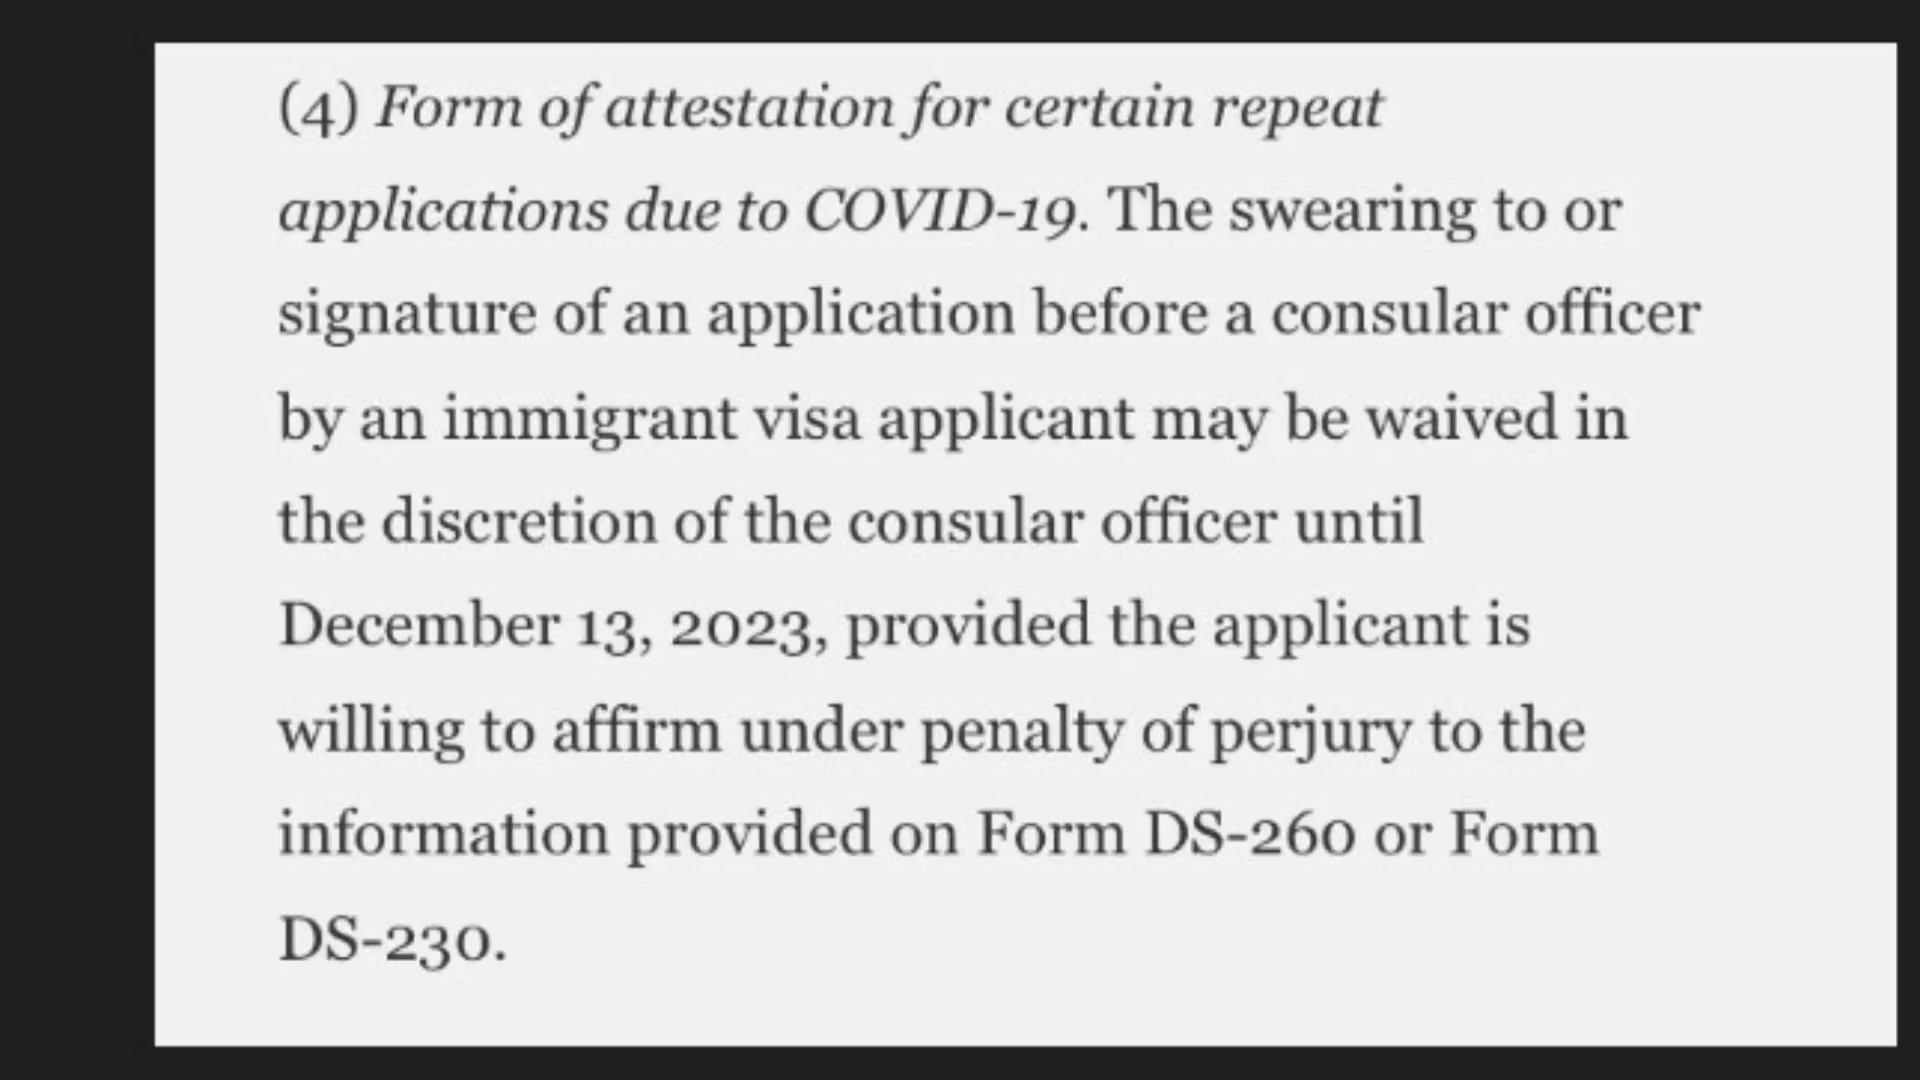 (4) Form of attestation for certain repeat
applications due to COVID-19. The swearing to or
signature of an application before a consular officer
by an immigrant visa applicant may be waived in
the discretion of the consular officer until
December 13, 2023, provided the applicant is
willing to affirm under penalty of perjury to the
information provided on Form DS-260 or Form
DS-230.